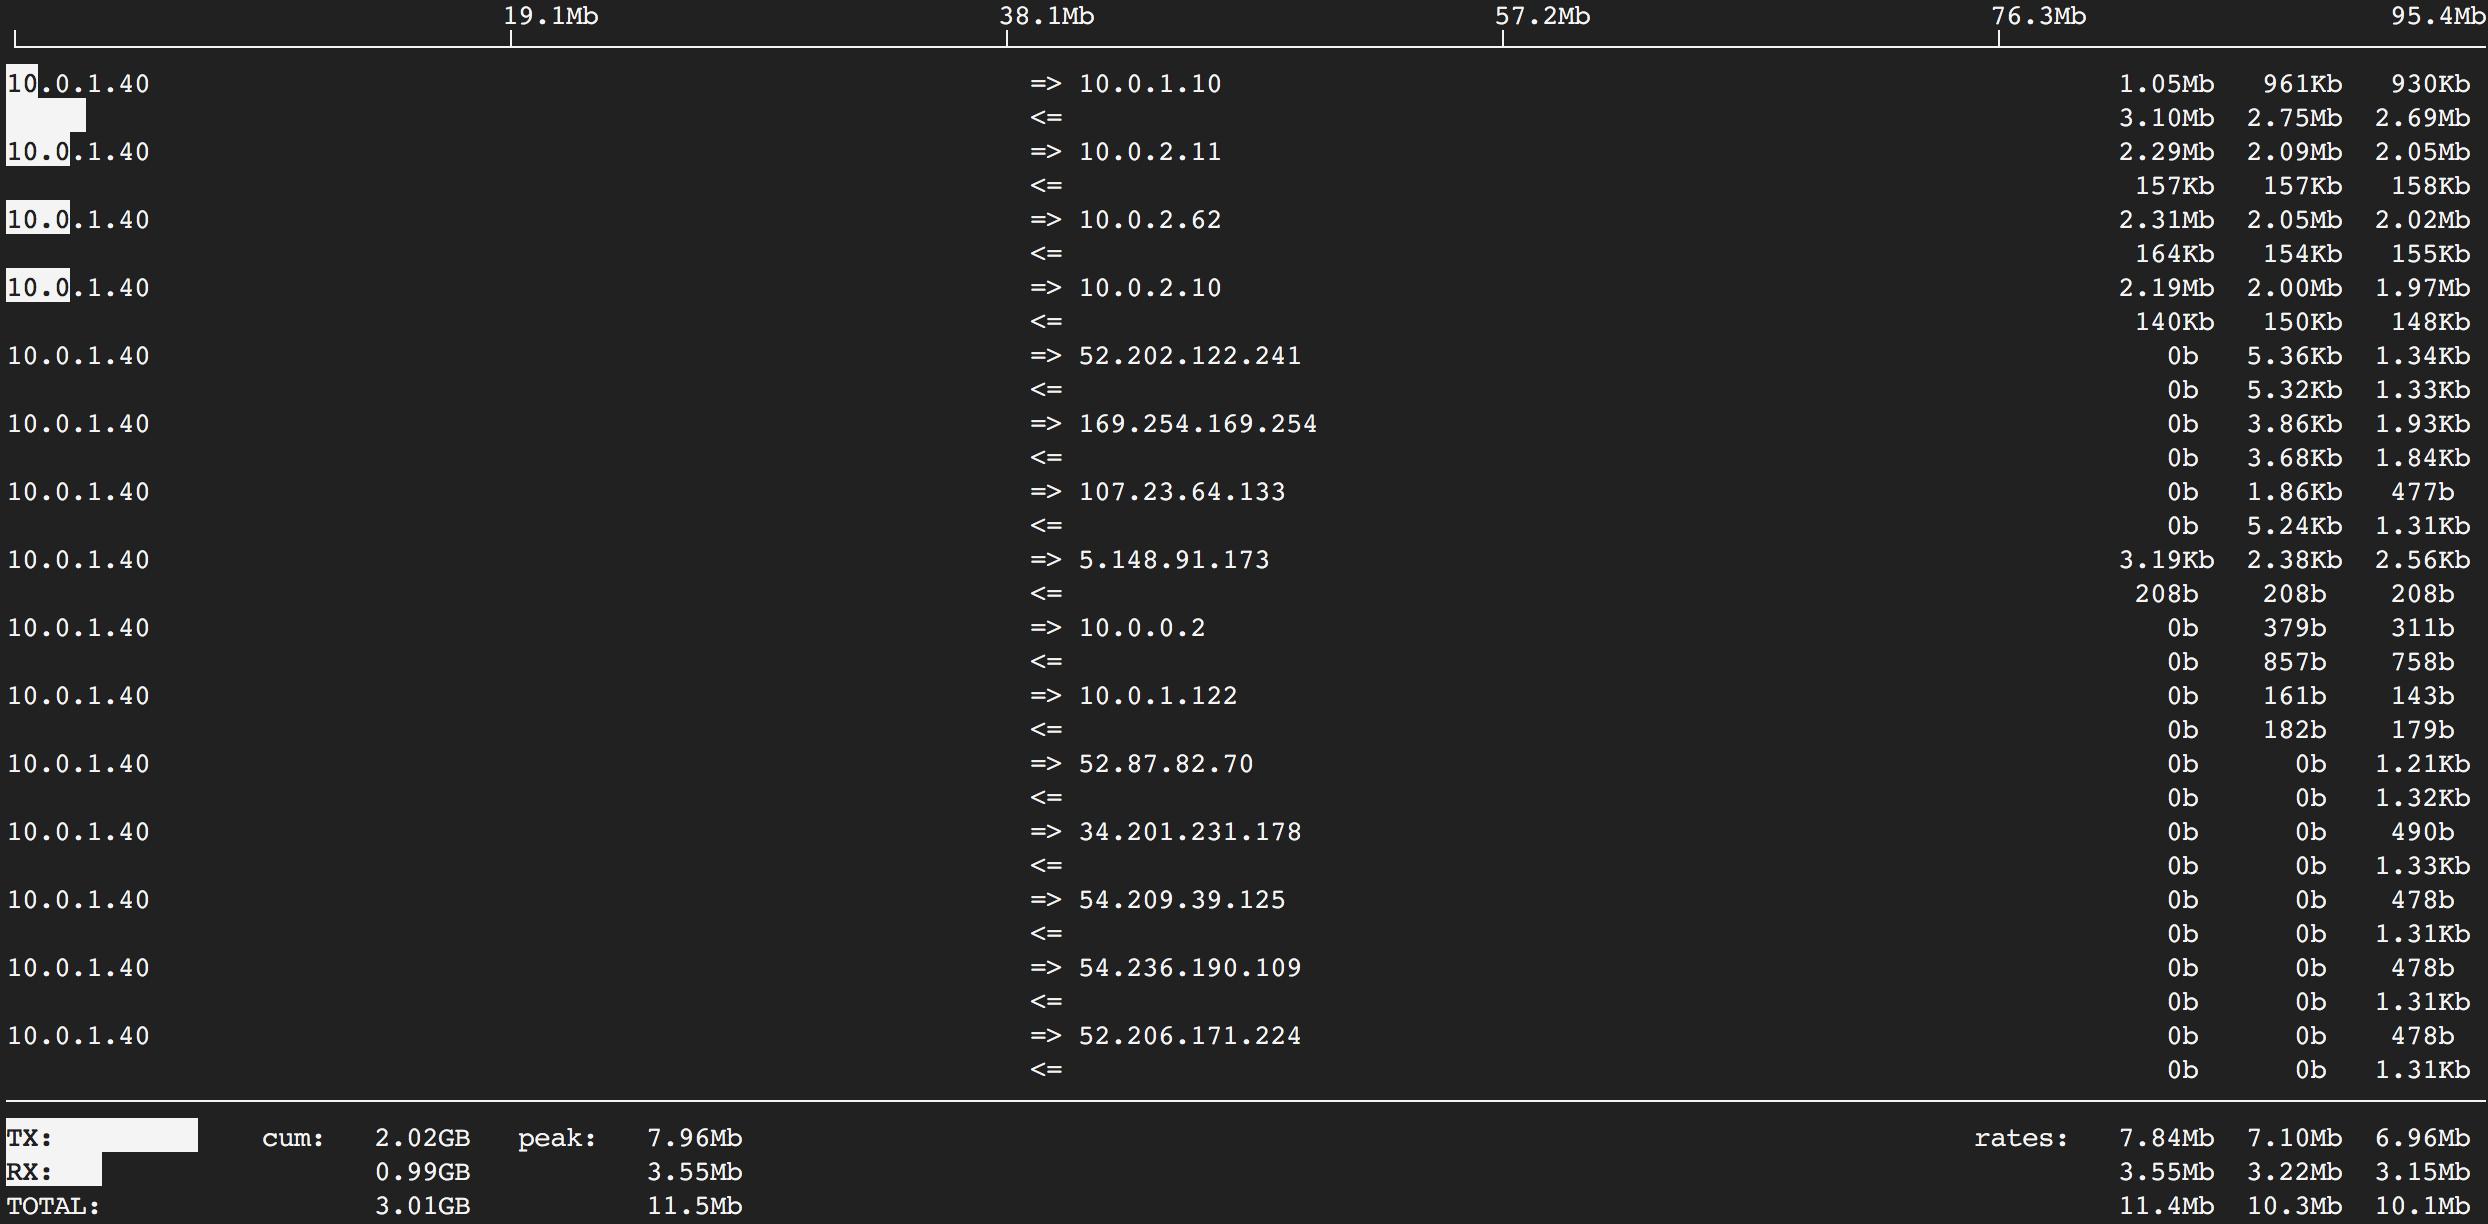 19.1Mb 38.1Mb 57.2Mb 76.3Mb 95.4Mb
10.0.1.40 => 10.0.1.10 1.05Mb 961Kb 930Kb
<= 3.10Mb 2.75Mb 2.69Mb
10.0.1.40 => 10.0.2.11 2.29Mb 2.09Mb 2.05Mb
<= 157Kb 157Kb 158Kb
10.0.1.40 => 10.0.2.62 2.31Mb 2.05Mb 2.02Mb
<= 164Kb 154Kb 155Kb
10.0.1.40 => 10.0.2.10 2.19Mb 2.00Mb 1.97Mb
<= 140Kb 150Kb 148Kb
10.0.1.40 => 52.202.122.241 0b 5.36Kb 1.34Kb
<= 0b 5.32Kb 1.33Kb
10.0.1.40 => 169.254.169.254 0b 3.86Kb 1.93Kb
<= 0b 3.68Kb 1.84Kb
10.0.1.40 => 107.23.64.133 0b 1.86Kb 477b
<= 0b 5.24Kb 1.31Kb
10.0.1.40 => 5.148.91.173 3.19Kb 2.38Kb 2.56Kb
<= 208b 208b 208b
10.0.1.40 => 10.0.0.2 0b 379b 311b
<= 0b 857b 758b
10.0.1.40 => 10.0.1.122 0b 161b 143b
<= 0b 182b 179b
10.0.1.40 => 52.87.82.70 0b 0b 1.21Kb
<= 0b 0b 1.32Kb
10.0.1.40 => 34.201.231.178 0b 0b 490b
<= 0b 0b 1.33Kb
10.0.1.40 => 54.209.39.125 0b 0b 478b
<= 0b 0b 1.31Kb
10.0.1.40 => 54.236.190.109 0b 0b 478b
<= 0b 0b 1.31Kb
10.0.1.40 => 52.206.171.224 0b 0b 478b
<= 0b 0b 1.31Kb
TX: cum: 2.02GB peak: 7.96Mb rates: 7.84Mb 7.10Mb 6.96Mb
RX: 0.99GB 3.55Mb 3.55Mb 3.22Mb 3.15Mb
TOTAL: 3.01GB 11.5Mb 11.4Mb 10.3Mb 10.1Mb